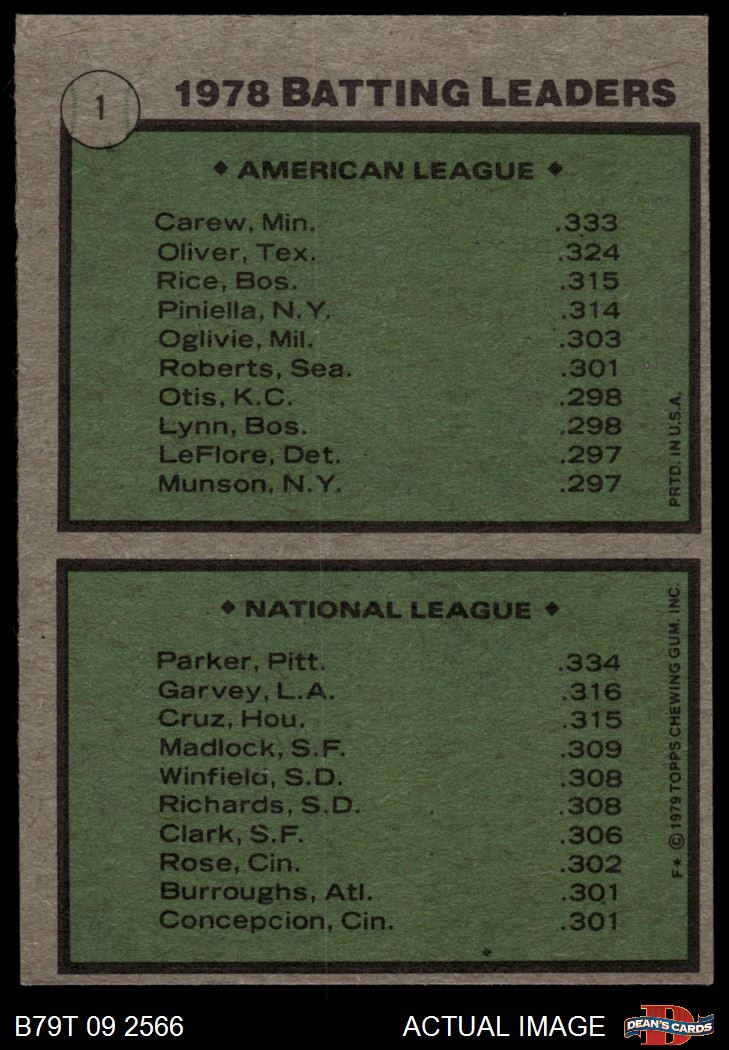 1
1978 BATTING LEADERS
◆ AMERICAN LEAGUE ◆
Carew, Min. .333
Oliver, Tex. .324
Rice, Bos. .315
Piniella, N.Y. .314
Oglivie, Mil. .303
Roberts, Sea. .301
Otis, K.C. .298
Lynn, Bos. .298
LeFlore, Det. .297
Munson, N.Y. .297
PRTD. IN U.S.A.
◆ NATIONAL LEAGUE ◆
Parker, Pitt. .334
Garvey, L.A. .316
Cruz, Hou. .315
Madlock, S.F. .309
Winfield, S.D. .308
Richards, S.D. .308
Clark, S.F. .306
Rose, Cin. .302
Burroughs, Atl. .301
Concepcion, Cin. .301
F* © 1979 TOPPS CHEWING GUM, INC.
B79T 09 2566
ACTUAL IMAGE
D
DEAN'S CARDS